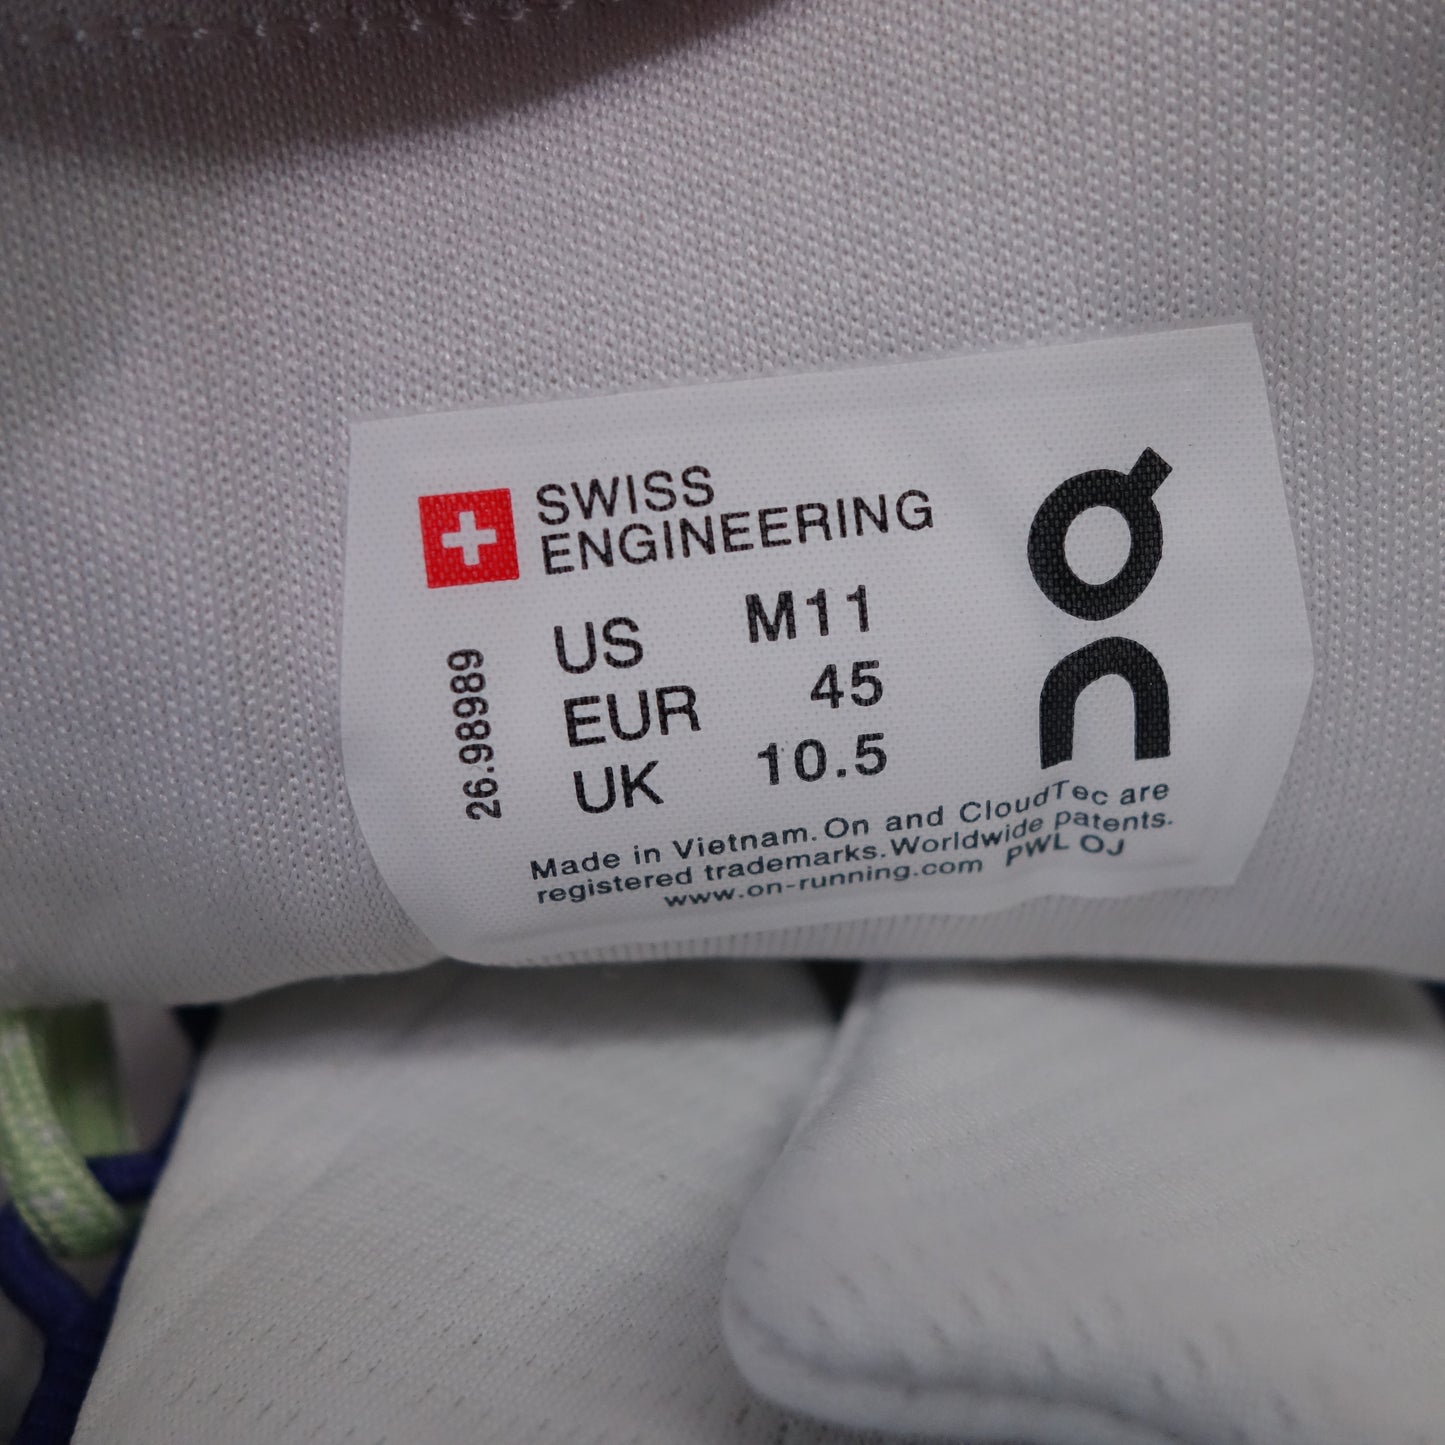 SWISS
ENGINEERING
US M11
EUR 45
UK 10.5
26.98989
On
Made in Vietnam. On and CloudTec are
registered trademarks. Worldwide patents.
www.on-running.com PWL OJ